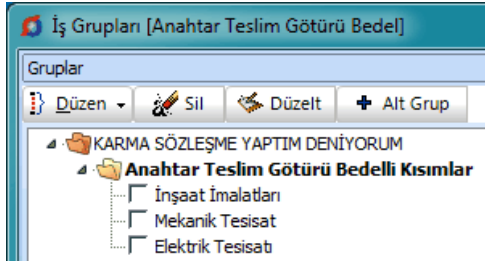 İş Grupları [Anahtar Teslim Götürü Bedel]
Gruplar
Düzen Sil Düzelt Alt Grup
KARMA SÖZLEŞME YAPTIM DENİYORUM
Anahtar Teslim Götürü Bedelli Kısımlar
İnşaat İmalatları
Mekanik Tesisat
Elektrik Tesisatı